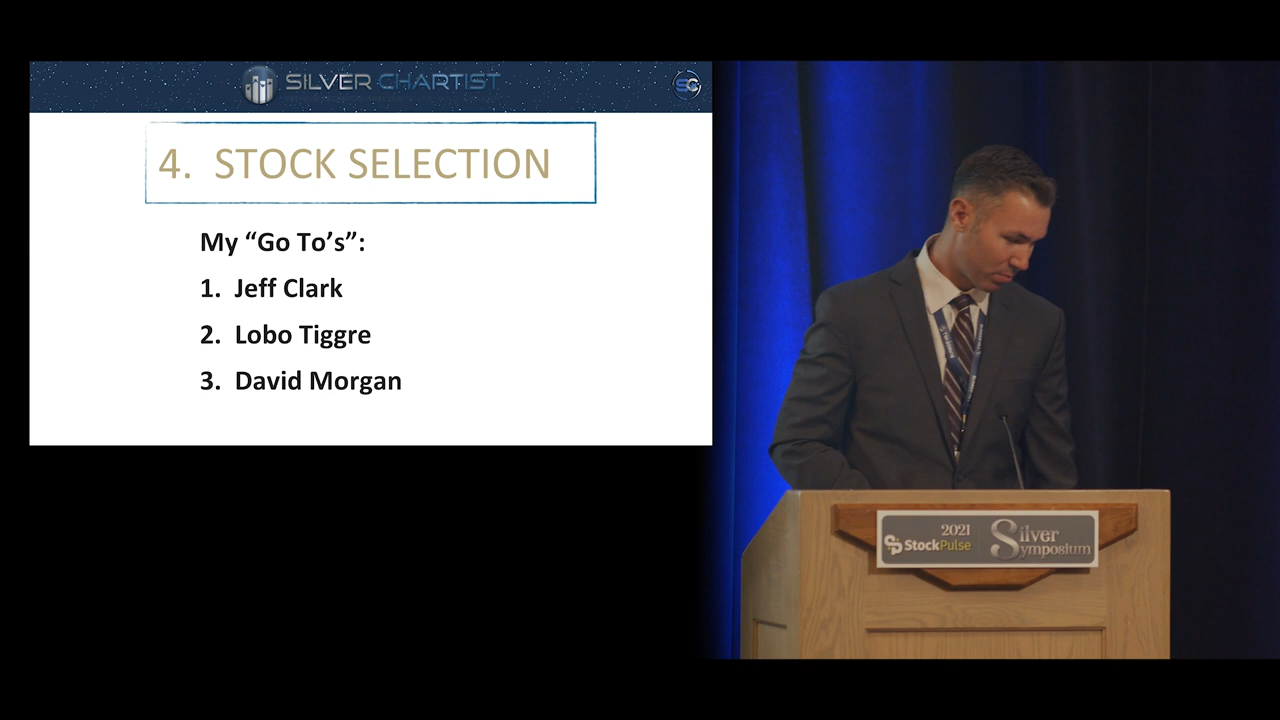 SILVER CHARTIST
SG
4. STOCK SELECTION
My “Go To’s”:
1. Jeff Clark
2. Lobo Tiggre
3. David Morgan
2021
StockPulse
Silver
Symposium